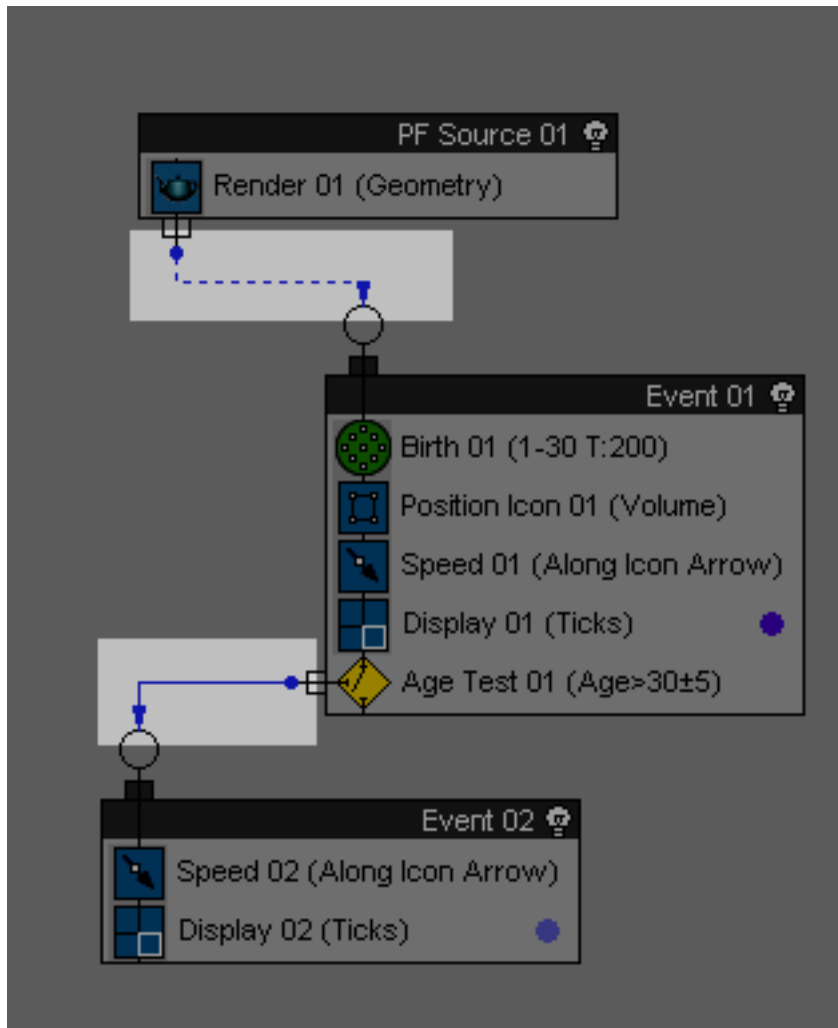 PF Source 01
Render 01 (Geometry)
Event 01
Birth 01 (1-30 T:200)
Position Icon 01 (Volume)
Speed 01 (Along Icon Arrow)
Display 01 (Ticks)
Age Test 01 (Age>30±5)
Event 02
Speed 02 (Along Icon Arrow)
Display 02 (Ticks)